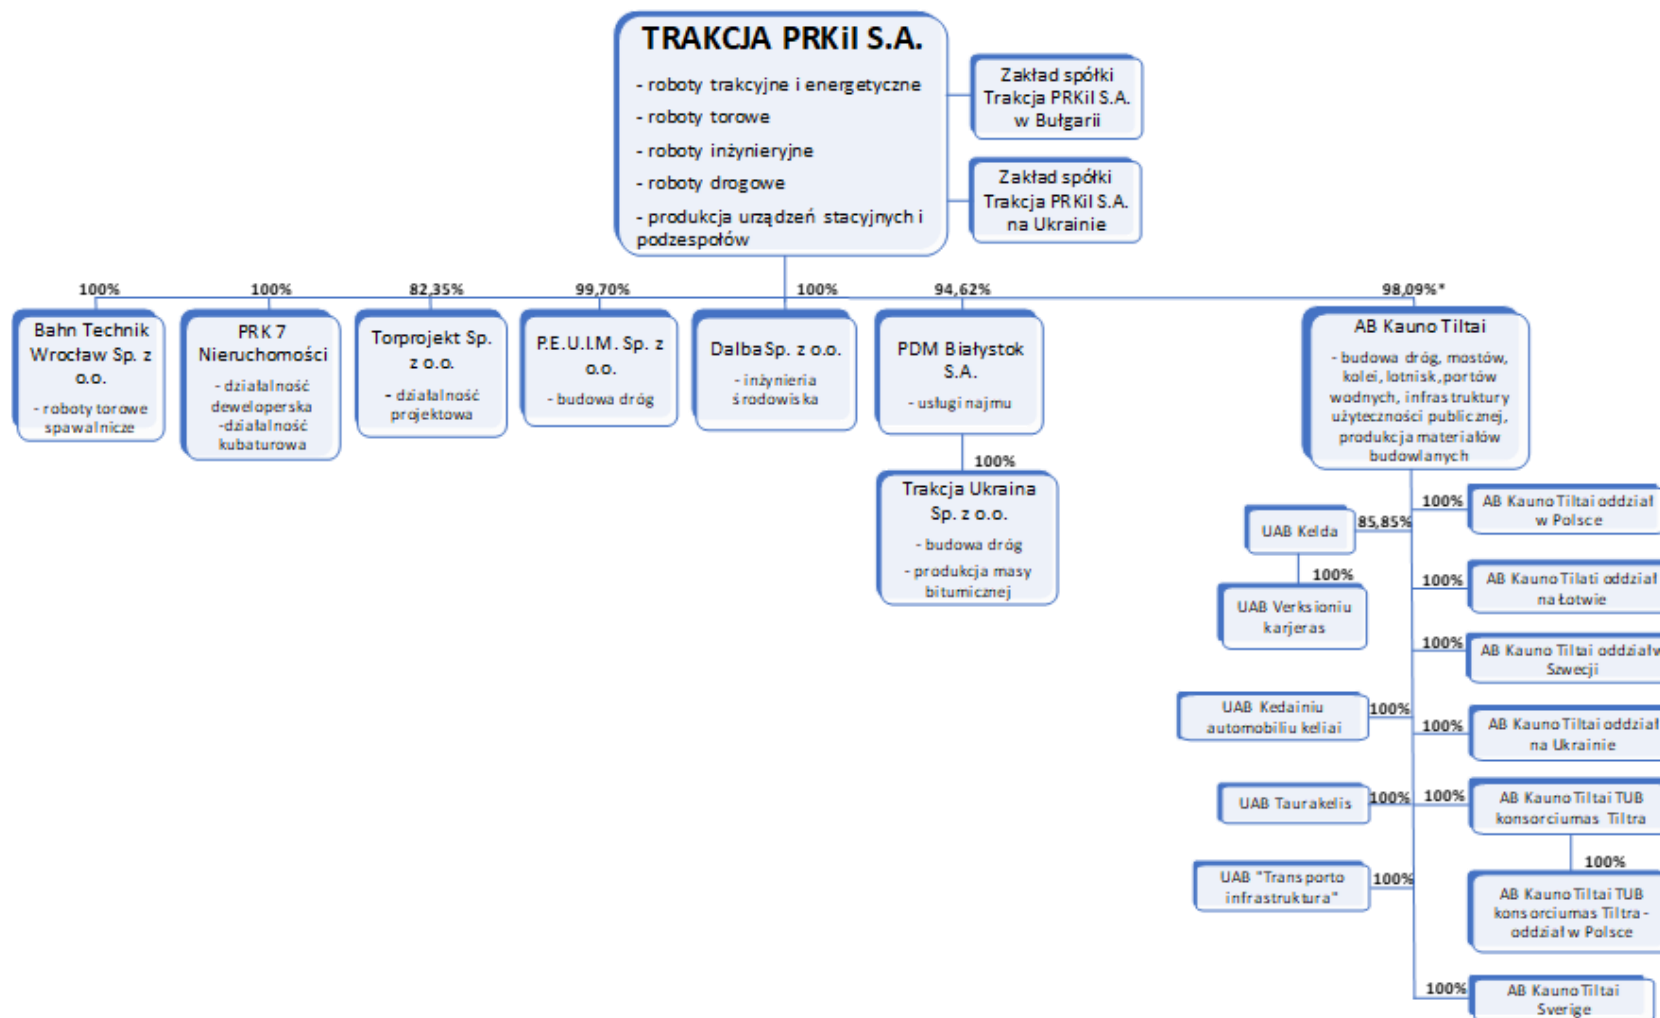 TRAKCJA PRKiI S.A.
- roboty trakcyjne i energetyczne
- roboty torowe
- roboty inżynieryjne
- roboty drogowe
- produkcja urządzeń stacyjnych i
podzespołów
Zakład spółki
Trakcja PRKiI S.A.
w Bułgarii
Zakład spółki
Trakcja PRKiI S.A.
na Ukrainie
100%
100%
82,35%
99,70%
100%
94,62%
98,09%*
Bahn Technik
Wrocław Sp. z
o.o.
- roboty torowe
spawalnicze
PRK 7
Nieruchomości
- działalność
deweloperska
-działalność
kubaturowa
Torprojekt Sp.
z o.o.
- działalność
projektowa
P.E.U.I.M. Sp. z
o.o.
- budowa dróg
Dalba Sp. z o.o.
- inżynieria
środowiska
PDM Białystok
S.A.
- usługi najmu
100%
Trakcja Ukraina
Sp. z o.o.
- budowa dróg
- produkcja masy
bitumicznej
AB Kauno Tiltai
- budowa dróg, mostów,
kolei, lotnisk, portów
wodnych, infrastruktury
użyteczności publicznej,
produkcja materiałów
budowlanych
85,85%
UAB Kelda
100%
UAB Verksioniu
karjeras
100%
UAB Kedainiu
automobiliu keliai
100%
UAB Taurakelis
100%
UAB "Transporto
infrastruktura"
100%
AB Kauno Tiltai oddział
w Polsce
100%
AB Kauno Tilati oddział
na Łotwie
100%
AB Kauno Tiltai oddział w
Szwecji
100%
AB Kauno Tiltai oddział
na Ukrainie
100%
AB Kauno Tiltai TUB
konsorciumas Tiltra
100%
AB Kauno Tiltai TUB
konsorciumas Tiltra -
oddział w Polsce
100%
AB Kauno Tiltai
Sverige